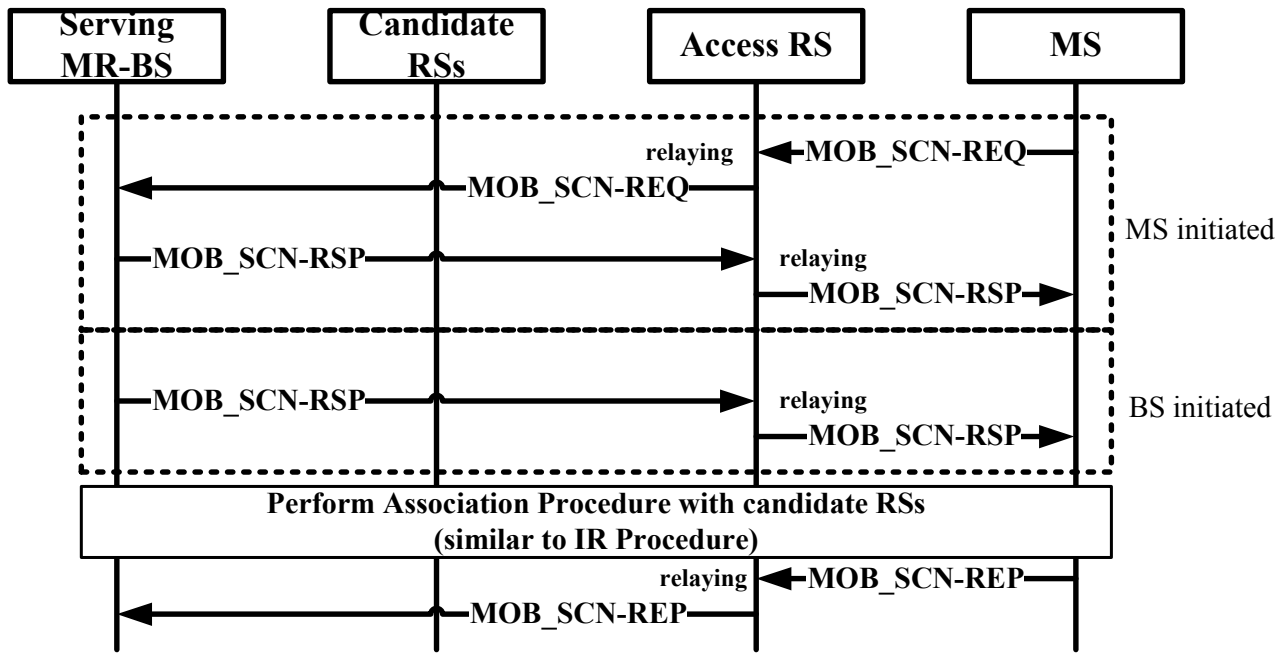 Serving
MR-BS
Candidate
RSs
Access RS
MS
relaying
MOB_SCN-REQ
MOB_SCN-REQ
MS initiated
MOB_SCN-RSP
relaying
MOB_SCN-RSP
MOB_SCN-RSP
relaying
BS initiated
MOB_SCN-RSP
Perform Association Procedure with candidate RSs
(similar to IR Procedure)
relaying
MOB_SCN-REP
MOB_SCN-REP